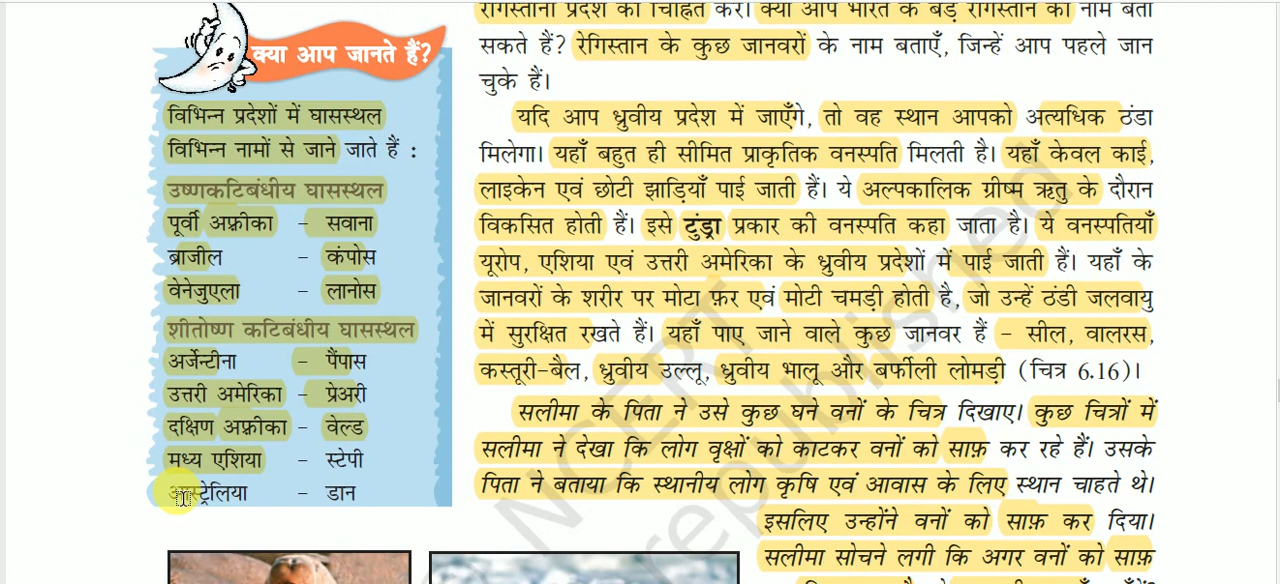 क्या आप जानते हैं?
विभिन्न प्रदेशों में घासस्थल
विभिन्न नामों से जाने जाते हैं :
उष्णकटिबंधीय घासस्थल
पूर्वी अफ़्रीका – सवाना
ब्राजील – कंपोस
वेनेजुएला – लानोस
शीतोष्ण कटिबंधीय घासस्थल
अर्जेन्टीना – पैंपास
उत्तरी अमेरिका – प्रेअरी
दक्षिण अफ़्रीका – वेल्ड
मध्य एशिया – स्टेपी
ऑस्ट्रेलिया – डान
रेगिस्तानी प्रदेश को चिह्नित करें। क्या आप भारत के बड़े रेगिस्तान का नाम बता
सकते हैं? रेगिस्तान के कुछ जानवरों के नाम बताएँ, जिन्हें आप पहले जान
चुके हैं।
यदि आप ध्रुवीय प्रदेश में जाएँगे, तो वह स्थान आपको अत्यधिक ठंडा
मिलेगा। यहाँ बहुत ही सीमित प्राकृतिक वनस्पति मिलती है। यहाँ केवल काई,
लाइकेन एवं छोटी झाड़ियाँ पाई जाती हैं। ये अल्पकालिक ग्रीष्म ऋतु के दौरान
विकसित होती हैं। इसे टुंड्रा प्रकार की वनस्पति कहा जाता है। ये वनस्पतियाँ
यूरोप, एशिया एवं उत्तरी अमेरिका के ध्रुवीय प्रदेशों में पाई जाती हैं। यहाँ के
जानवरों के शरीर पर मोटा फ़र एवं मोटी चमड़ी होती है, जो उन्हें ठंडी जलवायु
में सुरक्षित रखते हैं। यहाँ पाए जाने वाले कुछ जानवर हैं – सील, वालरस,
कस्तूरी-बैल, ध्रुवीय उल्लू, ध्रुवीय भालू और बर्फीली लोमड़ी (चित्र 6.16)।
सलीमा के पिता ने उसे कुछ घने वनों के चित्र दिखाए। कुछ चित्रों में
सलीमा ने देखा कि लोग वृक्षों को काटकर वनों को साफ़ कर रहे हैं। उसके
पिता ने बताया कि स्थानीय लोग कृषि एवं आवास के लिए स्थान चाहते थे।
इसलिए उन्होंने वनों को साफ़ कर दिया।
सलीमा सोचने लगी कि अगर वनों को साफ़
NCERT
republished